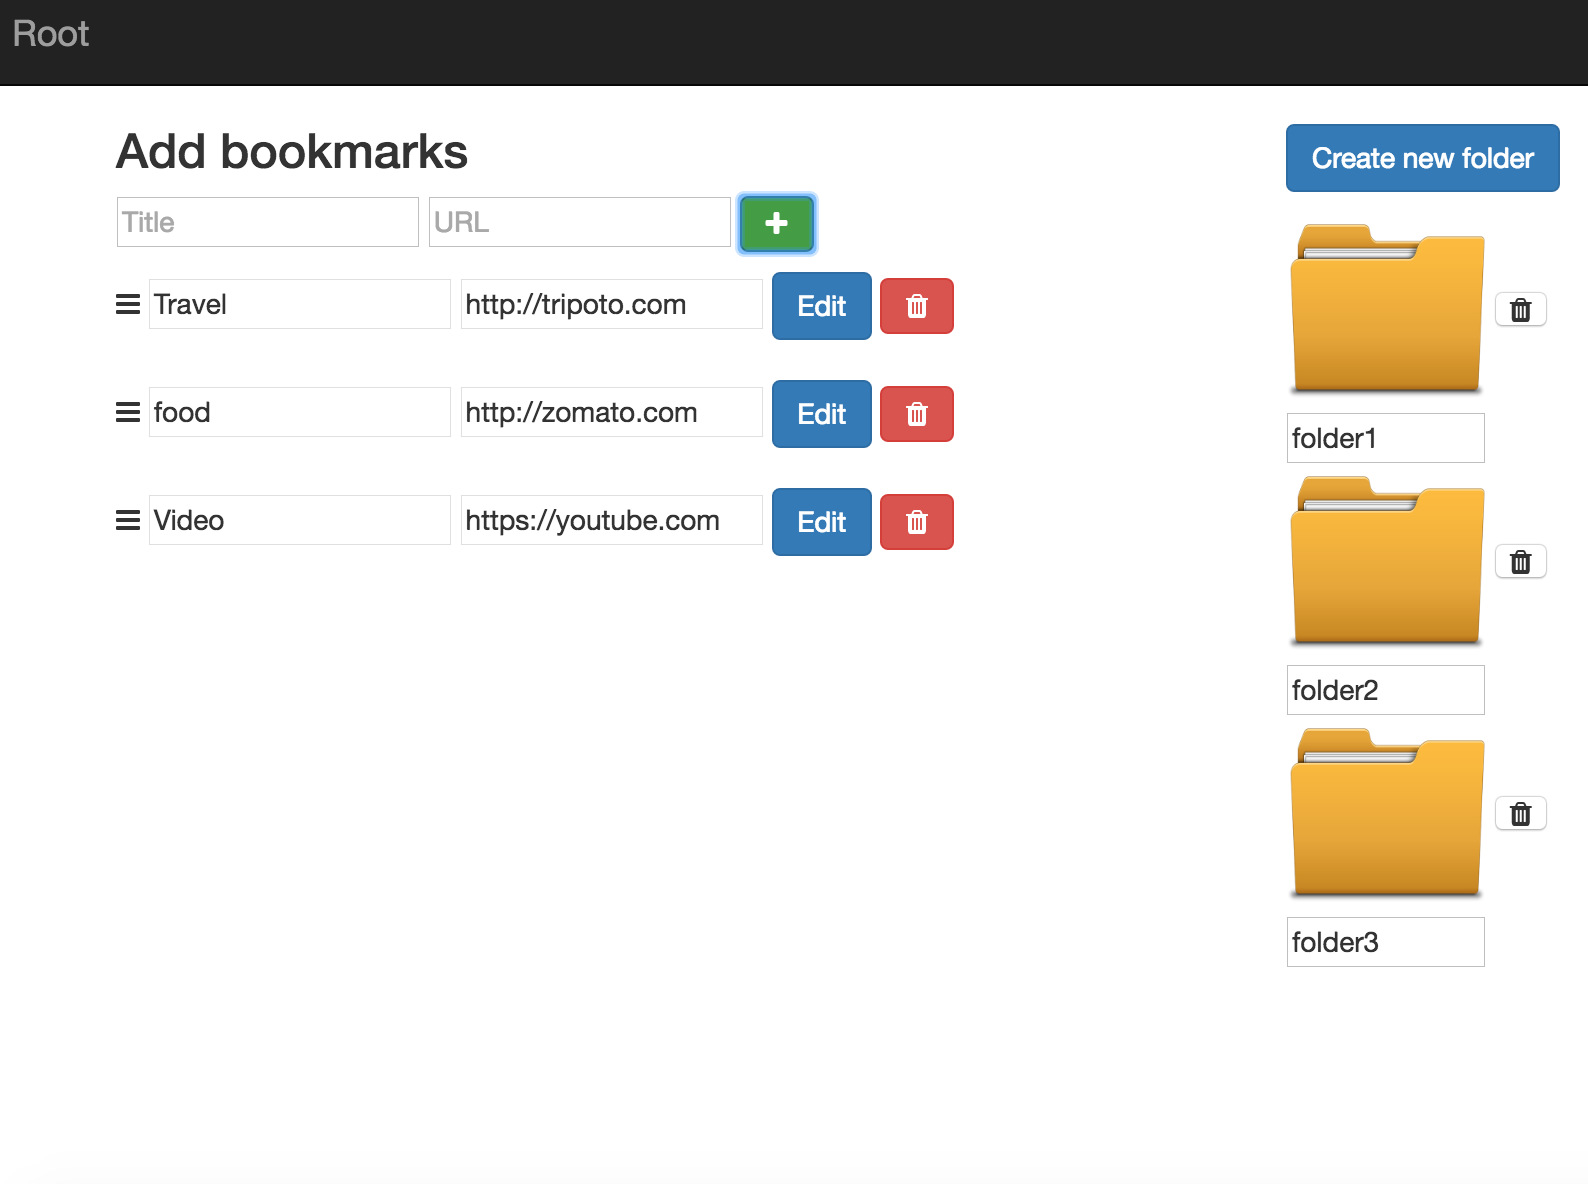 Root
Add bookmarks
Title URL
Travel http://tripoto.com Edit
food http://zomato.com Edit
Video https://youtube.com Edit
Create new folder
folder1
folder2
folder3